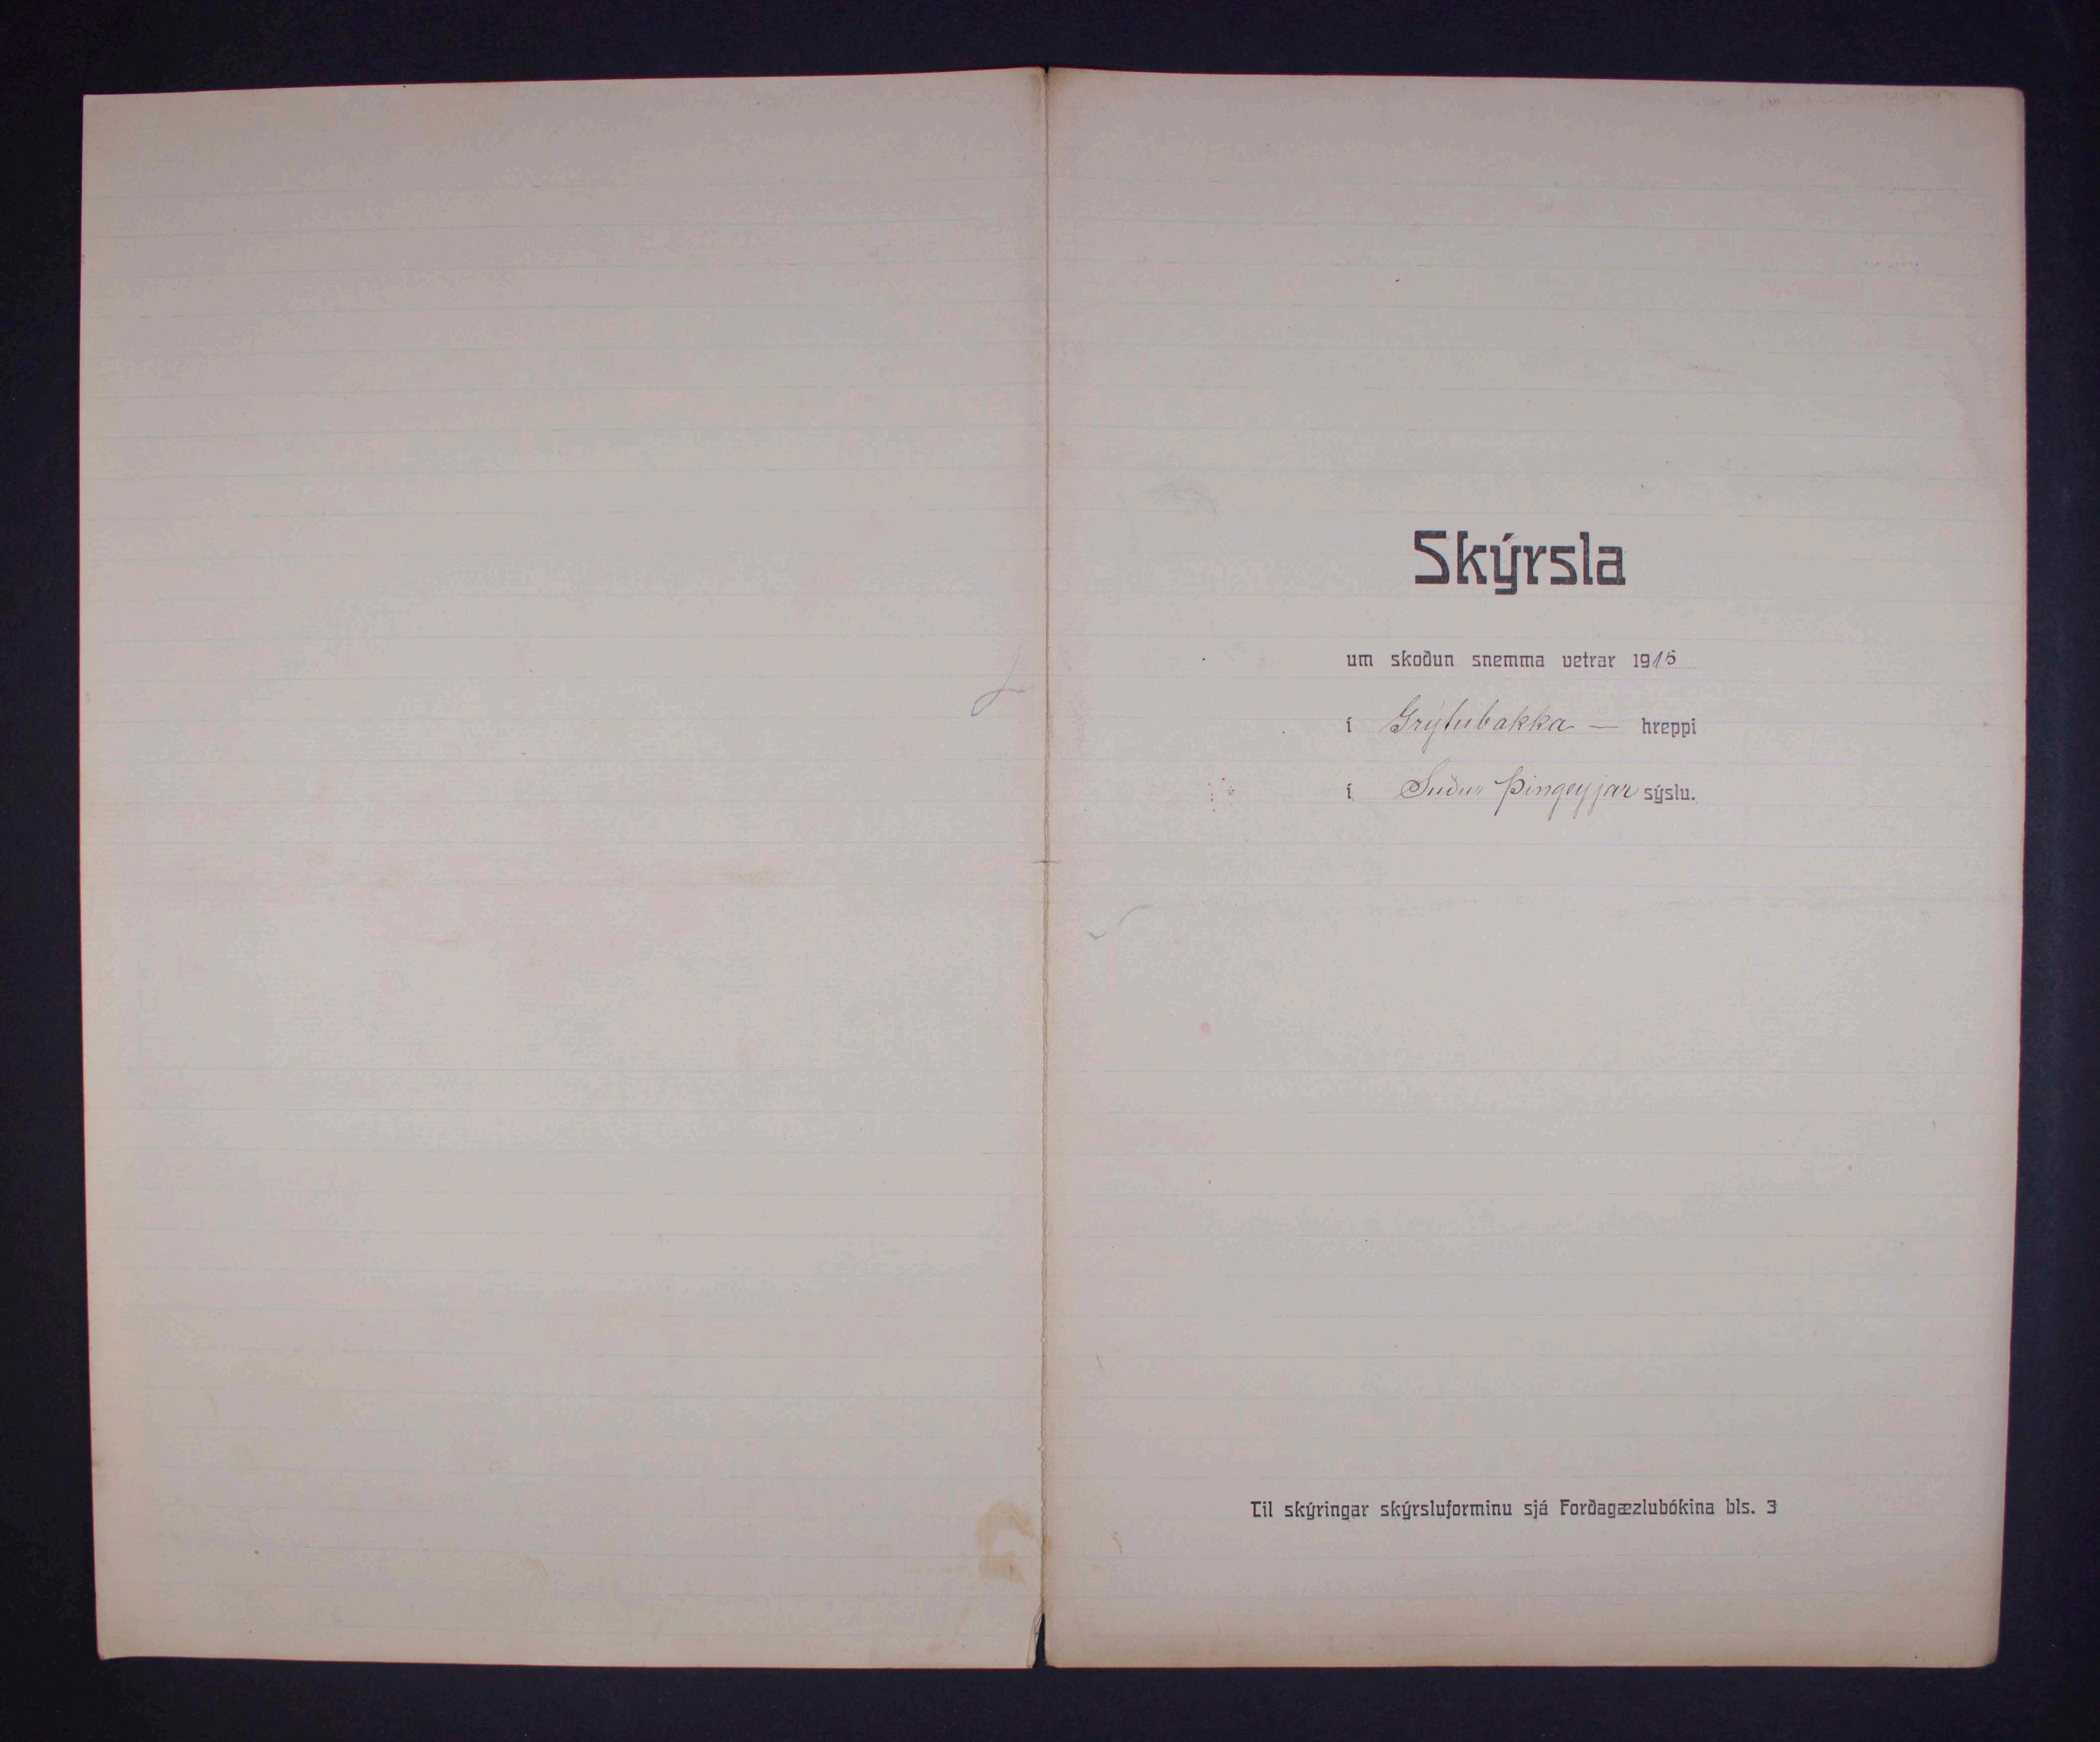 Skýrsla
um skoðun snemma vetrar 1915
í Grýtubakka — hreppi
í Suður Þingeyjar sýslu.
Til skýringar skýrsluforminu sjá Forðagæzlubókina bls. 3